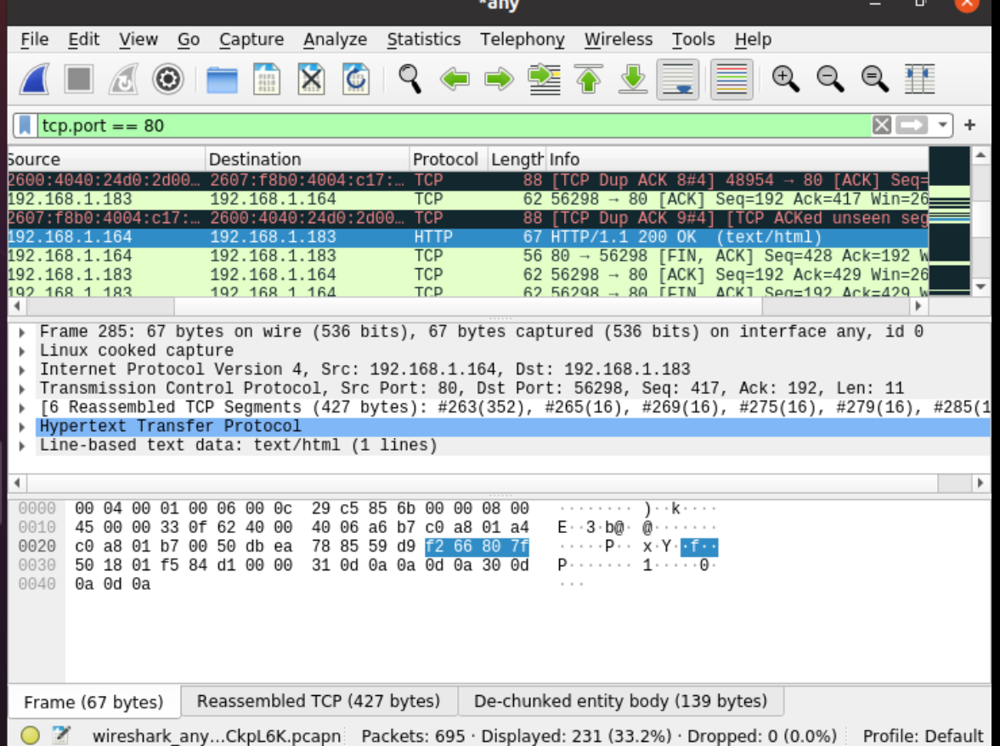 *any
File Edit View Go Capture Analyze Statistics Telephony Wireless Tools Help
tcp.port == 80
Source Destination Protocol Length Info
2600:4040:24d0:2d00… 2607:f8b0:4004:c17:… TCP 88 [TCP Dup ACK 8#4] 48954 → 80 [ACK] Seq=
192.168.1.183 192.168.1.164 TCP 62 56298 → 80 [ACK] Seq=192 Ack=417 Win=26
2607:f8b0:4004:c17:… 2600:4040:24d0:2d00… TCP 88 [TCP Dup ACK 9#4] [TCP ACKed unseen seg
192.168.1.164 192.168.1.183 HTTP 67 HTTP/1.1 200 OK (text/html)
192.168.1.164 192.168.1.183 TCP 56 80 → 56298 [FIN, ACK] Seq=428 Ack=192 W
192.168.1.183 192.168.1.164 TCP 62 56298 → 80 [ACK] Seq=192 Ack=429 Win=26
192.168.1.183 192.168.1.164 TCP 62 56298 → 80 [FIN, ACK] Seq=192 Ack=429 W
Frame 285: 67 bytes on wire (536 bits), 67 bytes captured (536 bits) on interface any, id 0
Linux cooked capture
Internet Protocol Version 4, Src: 192.168.1.164, Dst: 192.168.1.183
Transmission Control Protocol, Src Port: 80, Dst Port: 56298, Seq: 417, Ack: 192, Len: 11
[6 Reassembled TCP Segments (427 bytes): #263(352), #265(16), #269(16), #275(16), #279(16), #285(1
Hypertext Transfer Protocol
Line-based text data: text/html (1 lines)
0000 00 04 00 01 00 06 00 0c 29 c5 85 6b 00 00 08 00 ········ )··k····
0010 45 00 00 33 0f 62 40 00 40 06 a6 b7 c0 a8 01 a4 E··3·b@· @·······
0020 c0 a8 01 b7 00 50 db ea 78 85 59 d9 f2 66 80 7f ·····P·· x·Y··f··
0030 50 18 01 f5 84 d1 00 00 31 0d 0a 0a 0d 0a 30 0d P······· 1·····0·
0040 0a 0d 0a ···
Frame (67 bytes) Reassembled TCP (427 bytes) De-chunked entity body (139 bytes)
wireshark_any…CkpL6K.pcapn Packets: 695 · Displayed: 231 (33.2%) · Dropped: 0 (0.0%) Profile: Default